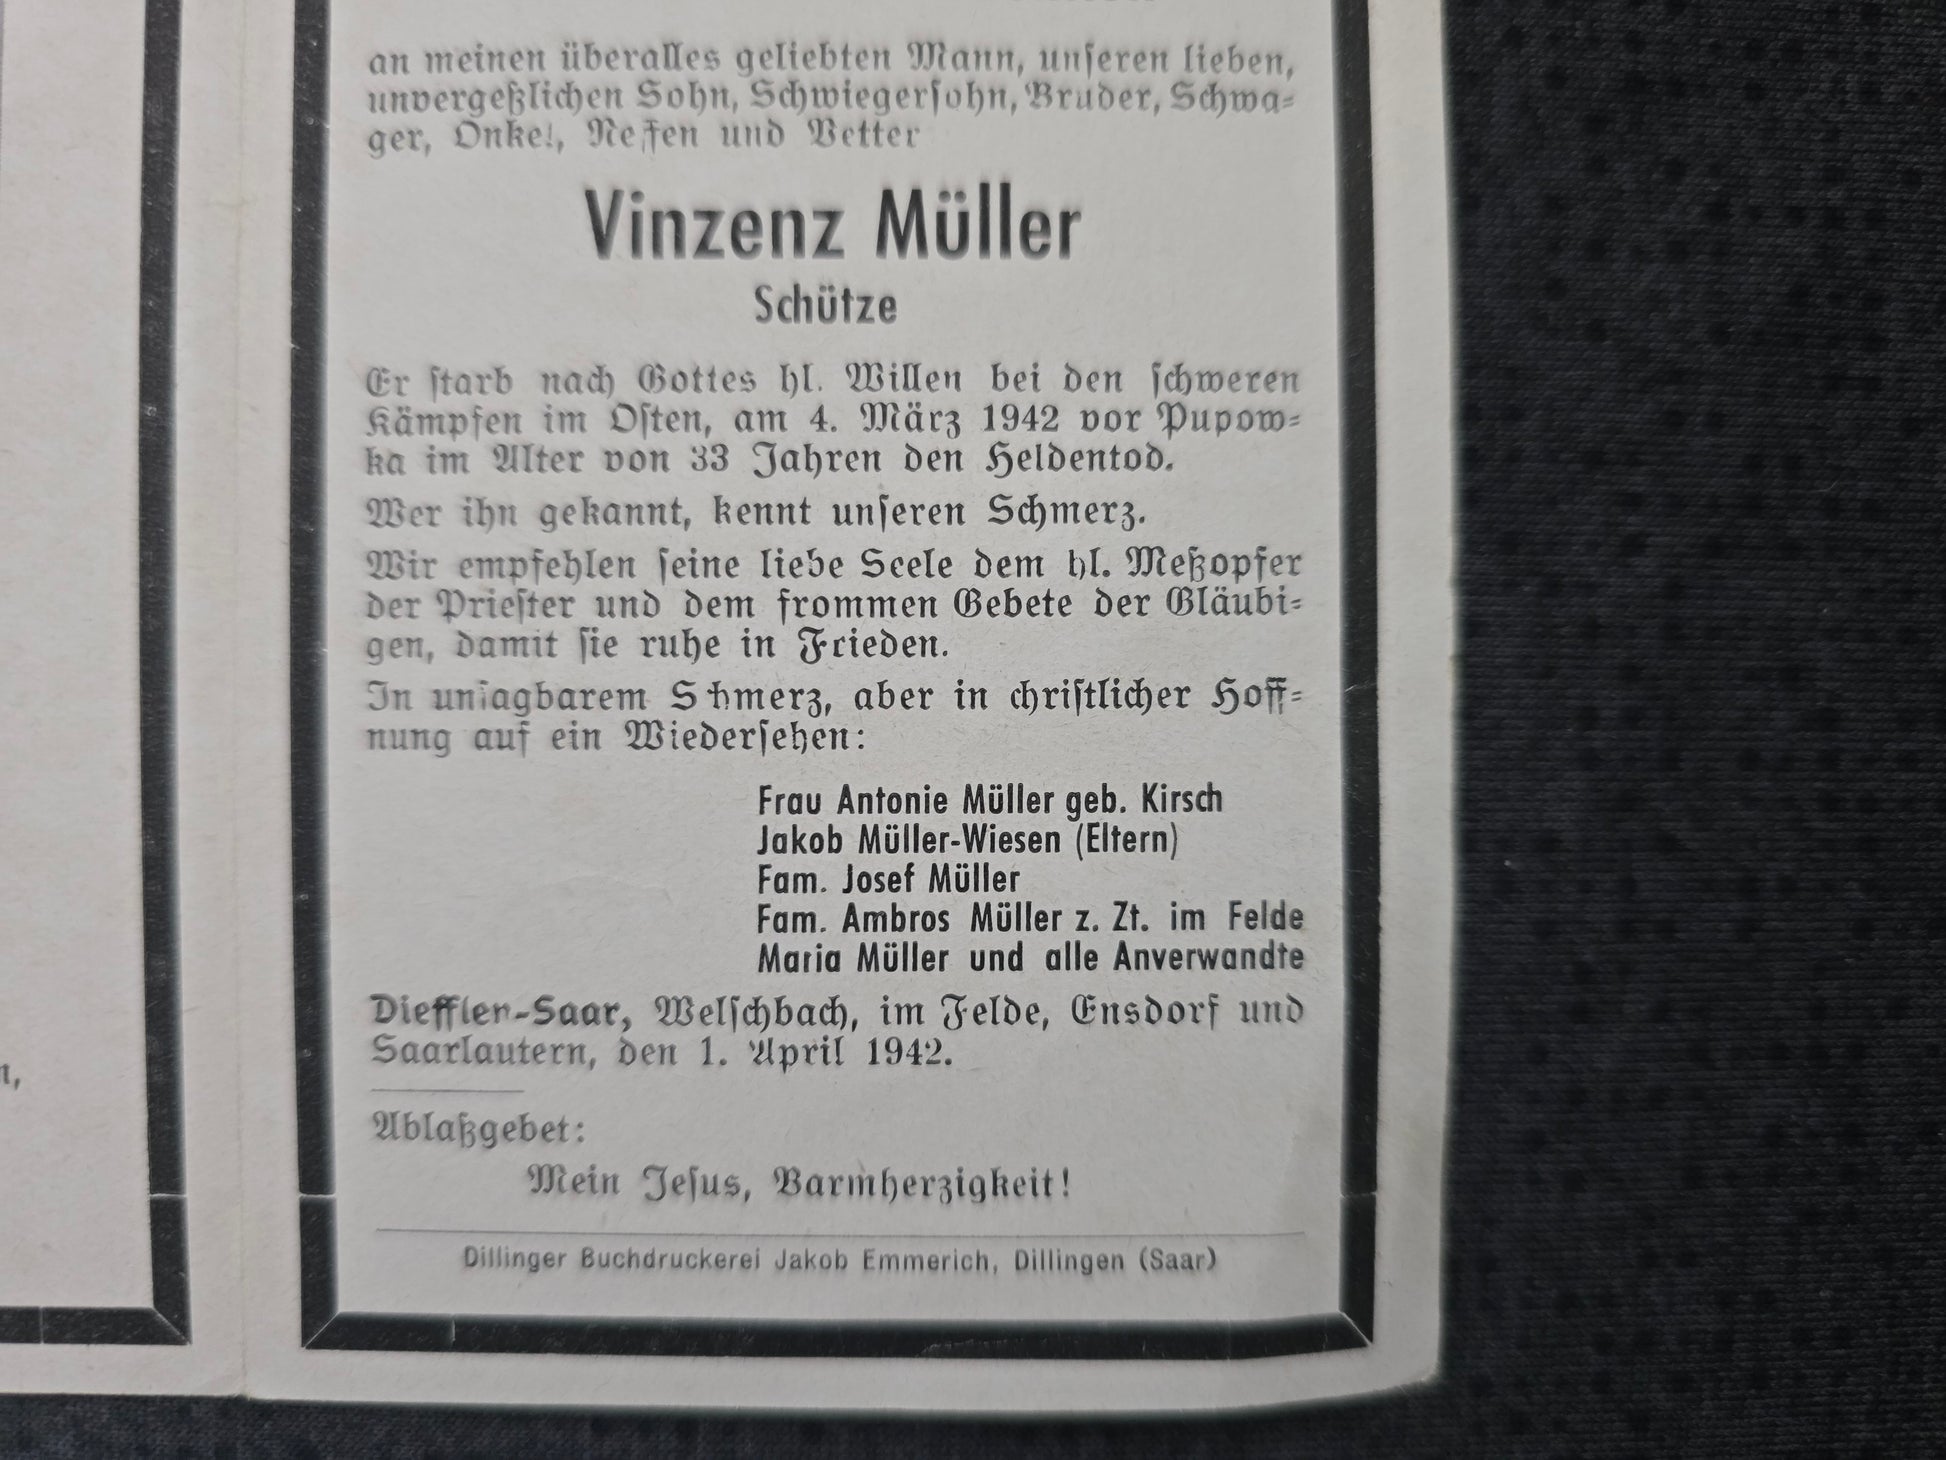 an meinen überalles geliebten Mann, unseren lieben,
unvergeßlichen Sohn, Schwiegersohn, Bruder, Schwa-
ger, Onkel, Neffen und Vetter
Vinzenz Müller
Schütze
Er starb nach Gottes hl. Willen bei den schweren
Kämpfen im Osten, am 4. März 1942 vor Pupow-
ka im Alter von 33 Jahren den Heldentod.
Wer ihn gekannt, kennt unseren Schmerz.
Wir empfehlen seine liebe Seele dem hl. Meßopfer
der Priester und dem frommen Gebete der Gläubi-
gen, damit sie ruhe in Frieden.
In unsagbarem Schmerz, aber in christlicher Hoff-
nung auf ein Wiedersehen:
Frau Antonie Müller geb. Kirsch
Jakob Müller-Wiesen (Eltern)
Fam. Josef Müller
Fam. Ambros Müller z. Zt. im Felde
Maria Müller und alle Anverwandte
Dieffler-Saar, Welschbach, im Felde, Ensdorf und
Saarlautern, den 1. April 1942.
Ablaßgebet:
Mein Jesus, Barmherzigkeit!
Dillinger Buchdruckerei Jakob Emmerich, Dillingen (Saar)